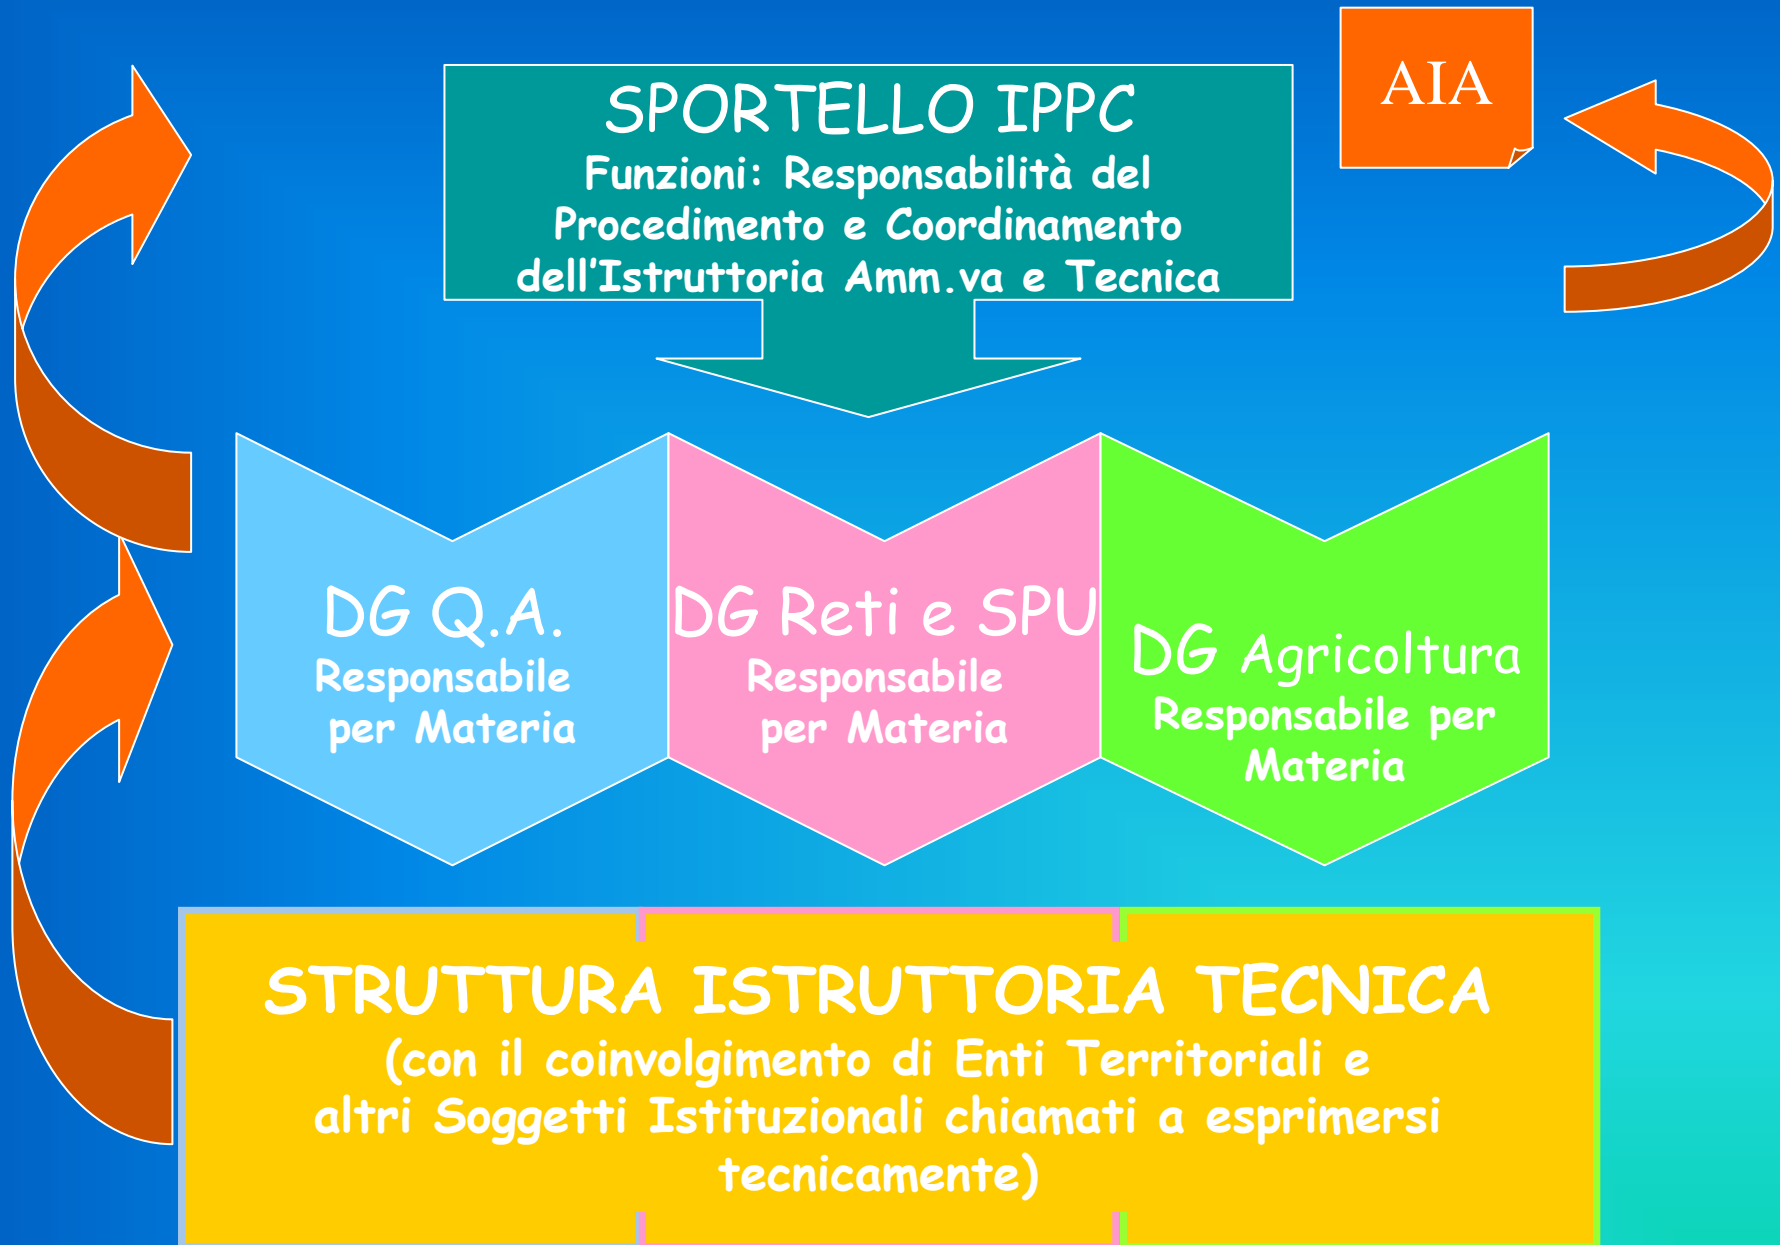 SPORTELLO IPPC
Funzioni: Responsabilità del
Procedimento e Coordinamento
dell'Istruttoria Amm.va e Tecnica
AIA
DG Q.A.
Responsabile
per Materia
DG Reti e SPU
Responsabile
per Materia
DG Agricoltura
Responsabile per
Materia
STRUTTURA ISTRUTTORIA TECNICA
(con il coinvolgimento di Enti Territoriali e
altri Soggetti Istituzionali chiamati a esprimersi
tecnicamente)